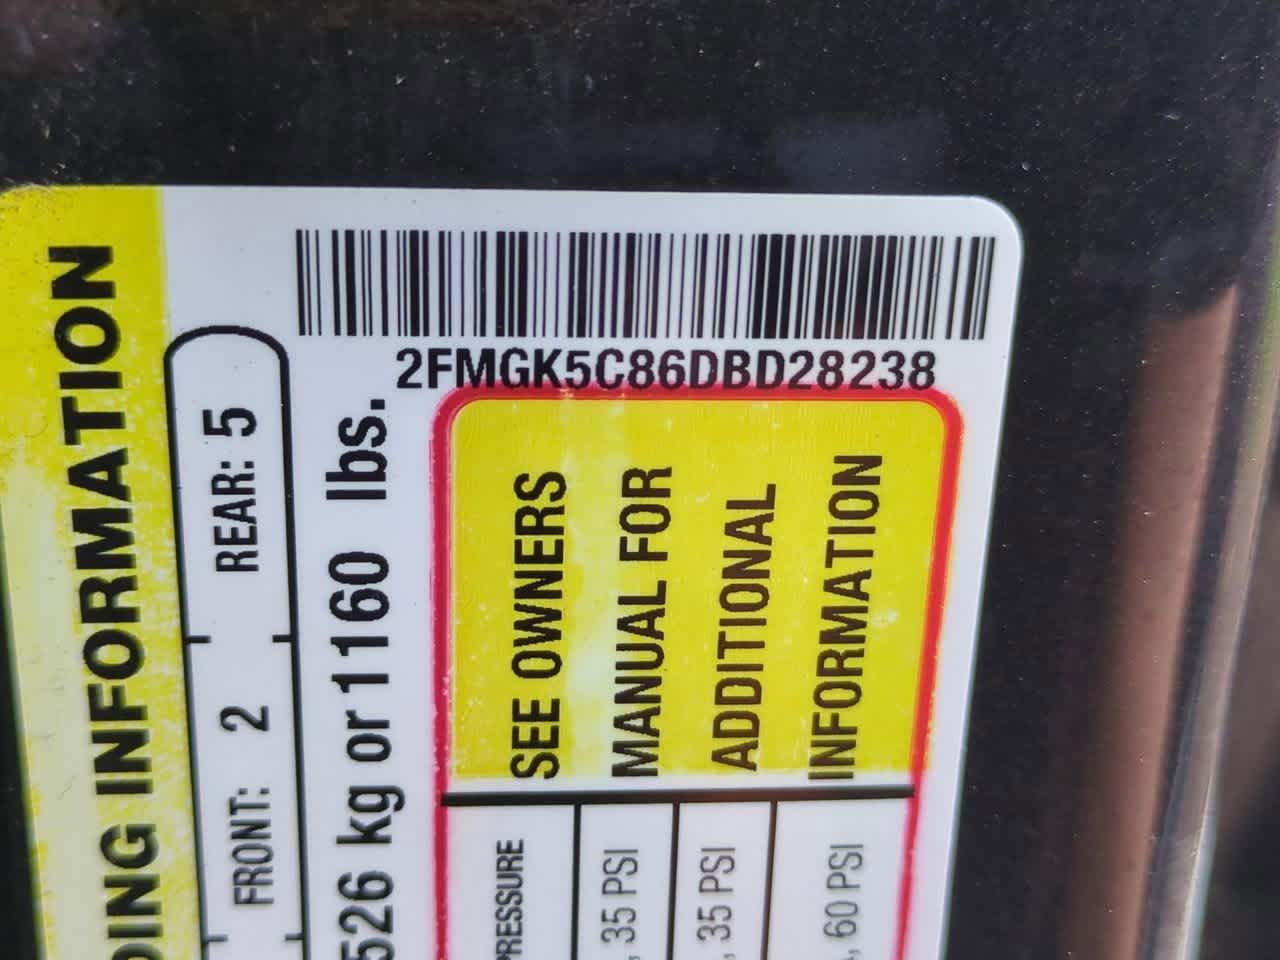 2FMGK5C86DBD28238
DING INFORMATION
FRONT: 2 REAR: 5
526 kg or 1160 lbs.
PRESSURE
SEE OWNERS
MANUAL FOR
ADDITIONAL
INFORMATION
, 35 PSI
, 35 PSI
, 60 PSI